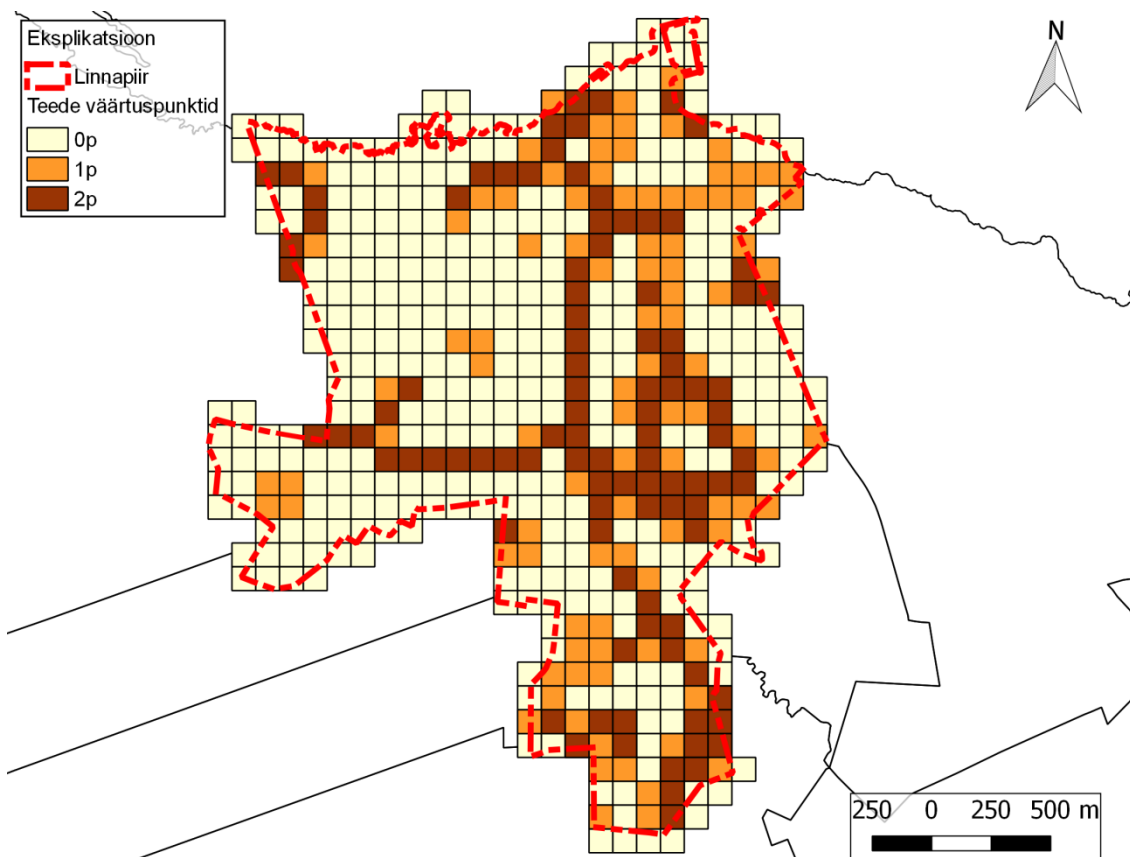 Eksplikatsioon
Linnapiir
Teede väärtuspunktid
0p
1p
2p
N
250 0 250 500 m